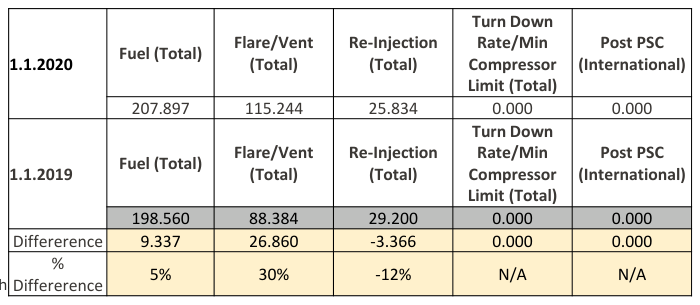 1.1.2020 Fuel (Total) Flare/Vent (Total) Re-Injection (Total) Turn Down Rate/Min Compressor Limit (Total) Post PSC (International)
207.897 115.244 25.834 0.000 0.000
1.1.2019 Fuel (Total) Flare/Vent (Total) Re-Injection (Total) Turn Down Rate/Min Compressor Limit (Total) Post PSC (International)
198.560 88.384 29.200 0.000 0.000
Differerence 9.337 26.860 -3.366 0.000 0.000
h % Differerence 5% 30% -12% N/A N/A